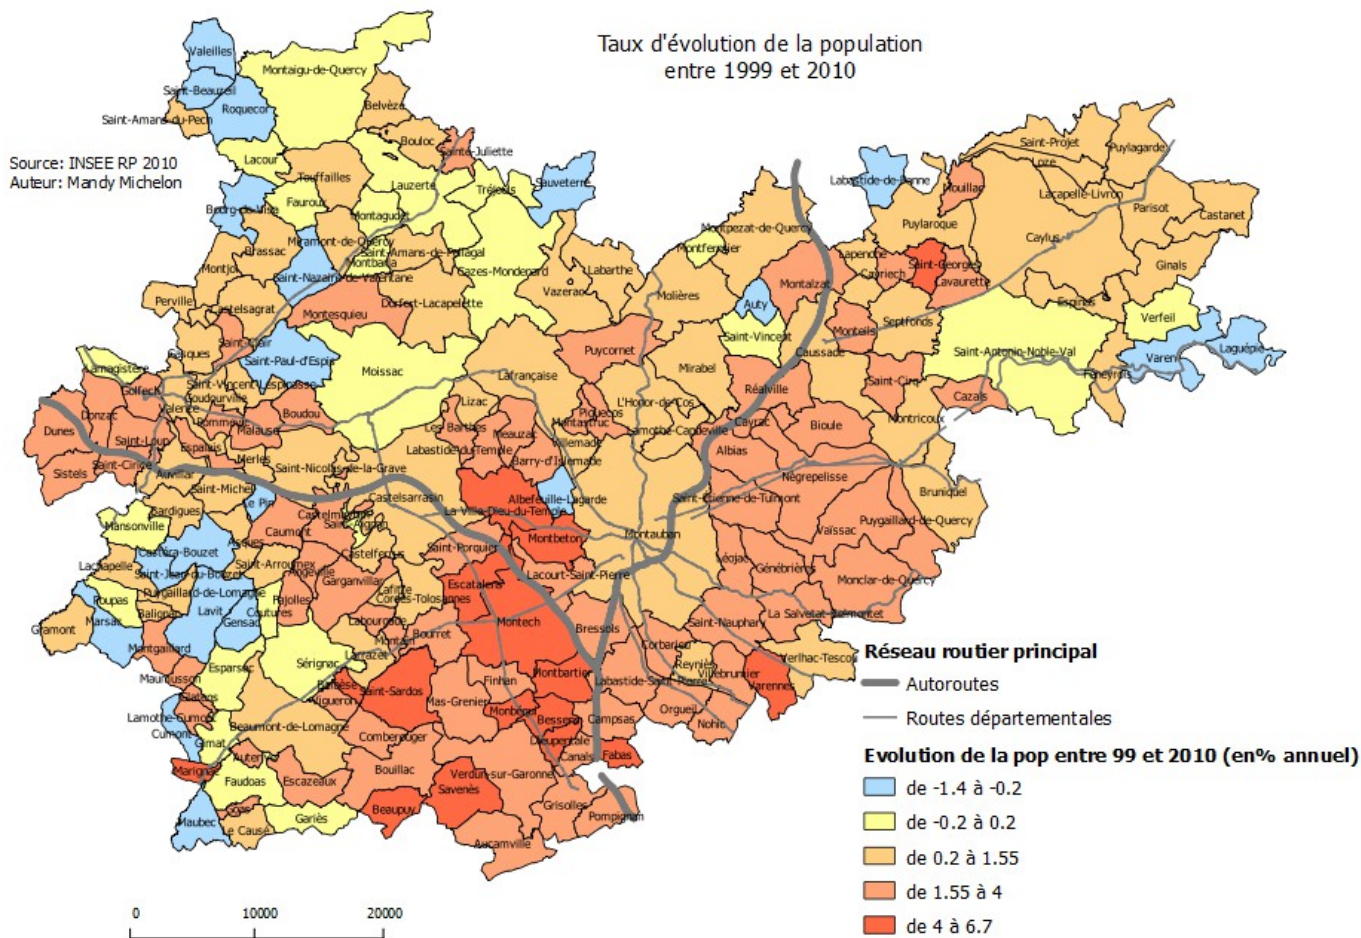 Taux d'évolution de la population
entre 1999 et 2010
Source: INSEE RP 2010
Auteur: Mandy Michelon
Valeilles
Montaigu-de-Quercy
Saint-Beauzeil
Roquecor
Belvèze
Saint-Amans-du-Pech
Bouloc
Sainte-Juliette
Lacour
Touffailles
Lauzerte
Tréjouls
Sauveterre
Labastide-de-Penne
Mouillac
Saint-Projet
Loze
Puylagarde
Lacapelle-Livron
Parisot
Castanet
Bourg-de-Visa
Fauroux
Montagudet
Montpezat-de-Quercy
Puylaroque
Caylus
Brassac
Miramont-de-Quercy
Montbarla
Saint-Amans-de-Pellagal
Montfermier
Lapenche
Cayriech
Saint-Georges
Ginals
Montjoi
Saint-Nazaire-de-Valentane
Cazes-Mondenard
Labarthe
Lavaurette
Perville
Castelsagrat
Montesquieu
Durfort-Lacapelette
Vazerac
Molières
Auty
Montalzat
Espinas
Verfeil
Saint-Clair
Saint-Vincent
Monteils
Septfonds
Saint-Antonin-Noble-Val
Varen
Laguépie
Gasques
Saint-Paul-d'Espis
Puycornet
Mirabel
Caussade
Lamagistère
Golfech
Saint-Vincent-Lespinasse
Moissac
Lafrançaise
Réalville
Saint-Cirq
Cazals
Feneyrols
Donzac
Valence
Goudourville
Pommevic
Malause
Boudou
Lizac
Piquecos
L'Honor-de-Cos
Montricoux
Dunes
Saint-Loup
Espalais
Les Barthes
Meauzac
Montastruc
Lamothe-Capdeville
Cayrac
Bioule
Sistels
Saint-Cirice
Auvillar
Merles
Saint-Nicolas-de-la-Grave
Labastide-du-Temple
Barry-d'Islemade
Villemade
Albias
Nègrepelisse
Bruniquel
Saint-Michel
Le Pin
Castelsarrasin
Albefeuille-Lagarde
La Ville-Dieu-du-Temple
Saint-Etienne-de-Tulmont
Puygaillard-de-Quercy
Mansonville
Bardigues
Caumont
Castelmayran
Saint-Aignan
Montbeton
Montauban
Vaïssac
Castéra-Bouzet
Asques
Castelferrus
Saint-Porquier
Lachapelle
Saint-Jean-du-Bouzet
Saint-Arroumex
Angeville
Garganvillar
Lacourt-Saint-Pierre
Léojac
Génébrières
Monclar-de-Quercy
Poupas
Puygaillard-de-Lomagne
Fajolles
Lafitte
Cordes-Tolosannes
Escatalens
Gramont
Marsac
Balignac
Lavit
Gensac
Coutures
Labourgade
Montain
Bourret
Montech
Bressols
Saint-Nauphary
La Salvetat-Belmontet
Montgaillard
Esparsac
Sérignac
Larrazet
Corbarieu
Reyniès
Verlhac-Tescou
Maumusson
Glatens
Belbèse
Vigueron
Saint-Sardos
Finhan
Montbartier
Labastide-Saint-Pierre
Villebrumier
Varennes
Lamothe-Cumont
Cumont
Beaumont-de-Lomagne
Mas-Grenier
Monbéqui
Bessens
Campsas
Orgueil
Nohic
Gimat
Comberouger
Dieupentale
Canals
Fabas
Marignac
Auterive
Faudoas
Escazeaux
Bouillac
Verdun-sur-Garonne
Savenès
Goas
Gariès
Beaupuy
Grisolles
Pompignan
Maubec
Le Causé
Aucamville
Réseau routier principal
Autoroutes
Routes départementales
Evolution de la pop entre 99 et 2010 (en% annuel)
de -1.4 à -0.2
de -0.2 à 0.2
de 0.2 à 1.55
de 1.55 à 4
de 4 à 6.7
0 10000 20000